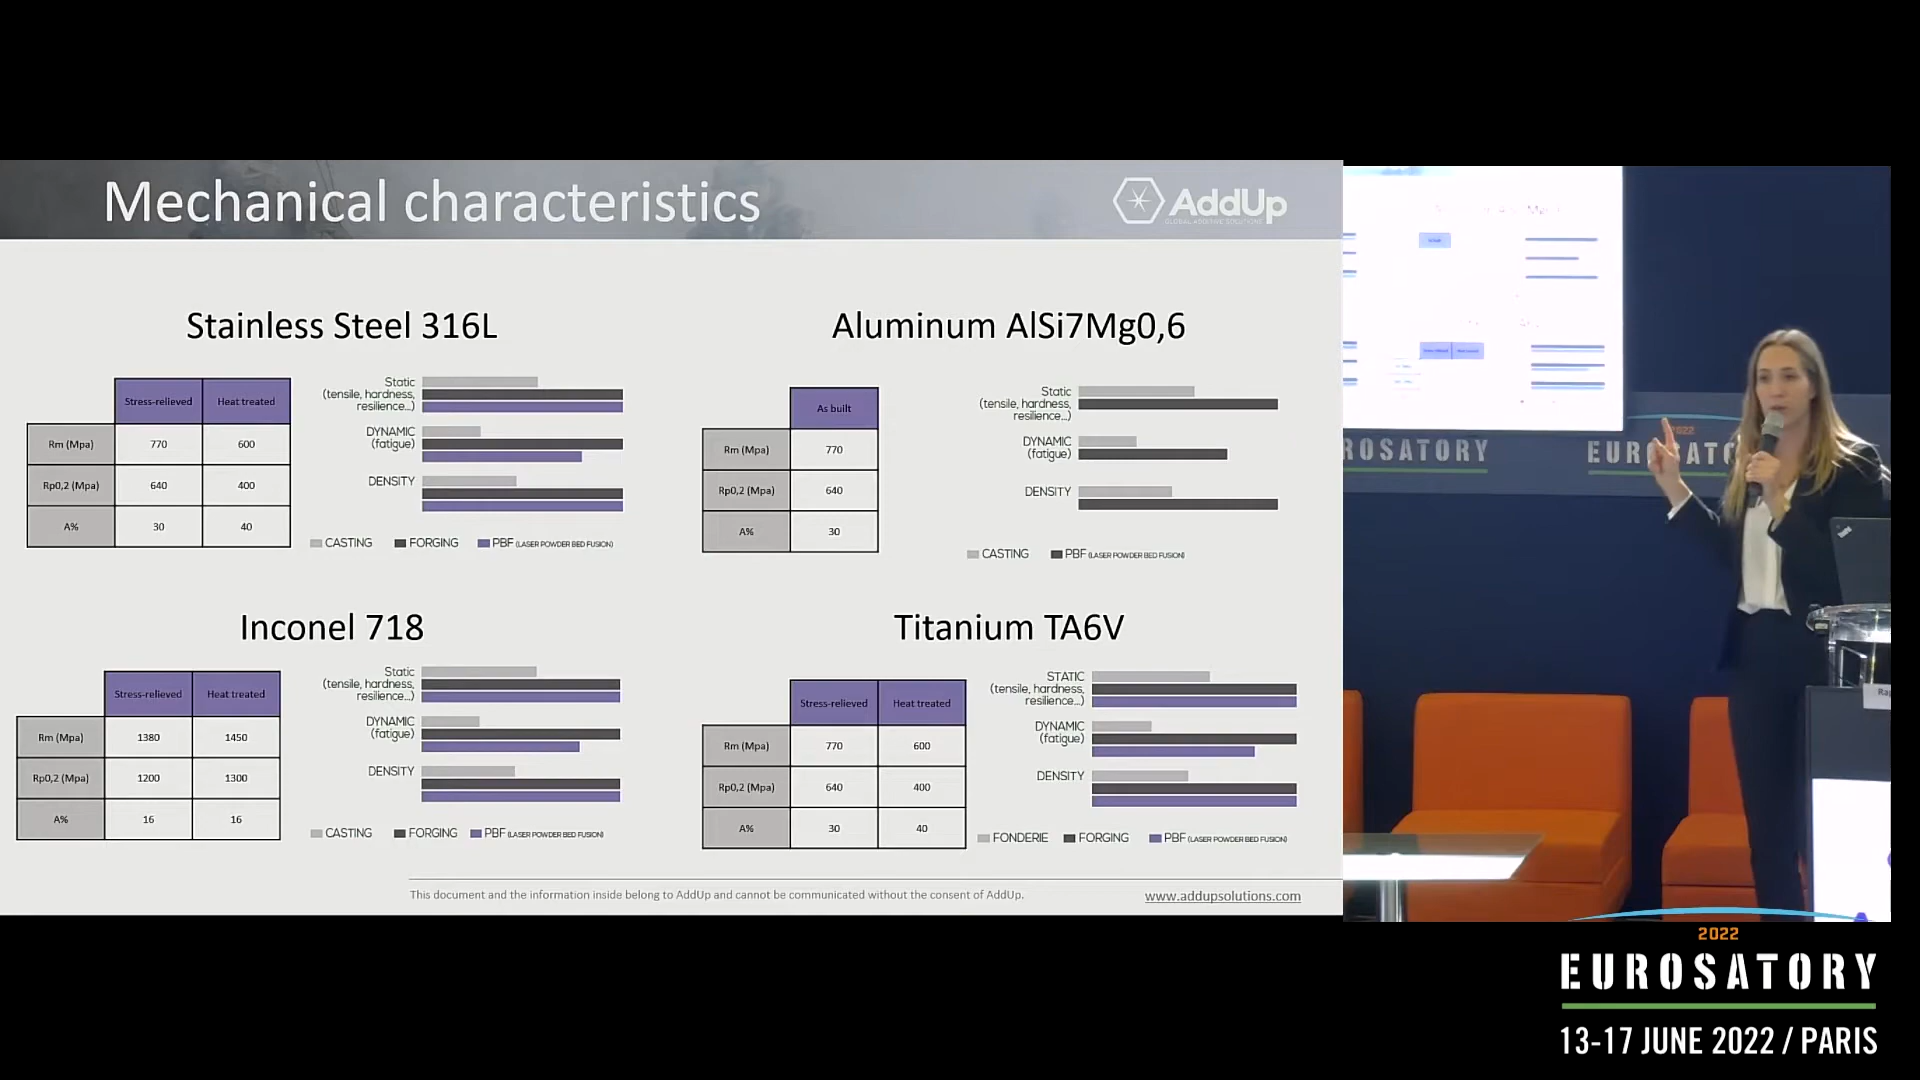 Mechanical characteristics
AddUp
GLOBAL ADDITIVE SOLUTIONS
Stainless Steel 316L
Stress-relieved Heat treated
Rm (Mpa) 770 600
Rp0,2 (Mpa) 640 400
A% 30 40
Static
(tensile, hardness,
resilience...)
DYNAMIC
(fatigue)
DENSITY
CASTING FORGING PBF (LASER POWDER BED FUSION)
Aluminum AlSi7Mg0,6
As built
Rm (Mpa) 770
Rp0,2 (Mpa) 640
A% 30
Static
(tensile, hardness,
resilience...)
DYNAMIC
(fatigue)
DENSITY
CASTING PBF (LASER POWDER BED FUSION)
Inconel 718
Stress-relieved Heat treated
Rm (Mpa) 1380 1450
Rp0,2 (Mpa) 1200 1300
A% 16 16
Static
(tensile, hardness,
resilience...)
DYNAMIC
(fatigue)
DENSITY
CASTING FORGING PBF (LASER POWDER BED FUSION)
Titanium TA6V
Stress-relieved Heat treated
Rm (Mpa) 770 600
Rp0,2 (Mpa) 640 400
A% 30 40
STATIC
(tensile, hardness,
resilience...)
DYNAMIC
(fatigue)
DENSITY
FONDERIE FORGING PBF (LASER POWDER BED FUSION)
This document and the information inside belong to AddUp and cannot be communicated without the consent of AddUp.
www.addupsolutions.com
ROSATORY
2022
EUR SATO
Ra
2022
EUROSATORY
13-17 JUNE 2022 / PARIS